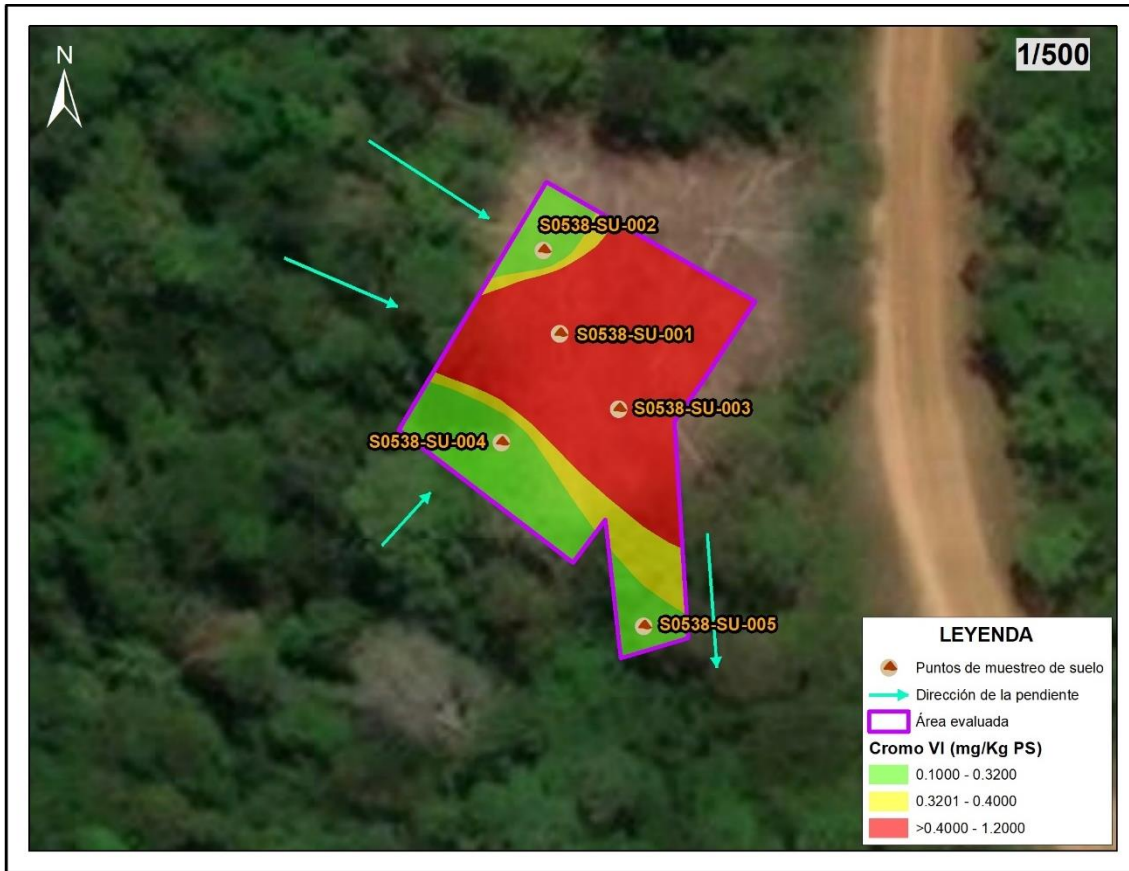 N
1/500
S0538-SU-002
S0538-SU-001
S0538-SU-003
S0538-SU-004
S0538-SU-005
LEYENDA
Puntos de muestreo de suelo
Dirección de la pendiente
Área evaluada
Cromo VI (mg/Kg PS)
0.1000 - 0.3200
0.3201 - 0.4000
>0.4000 - 1.2000